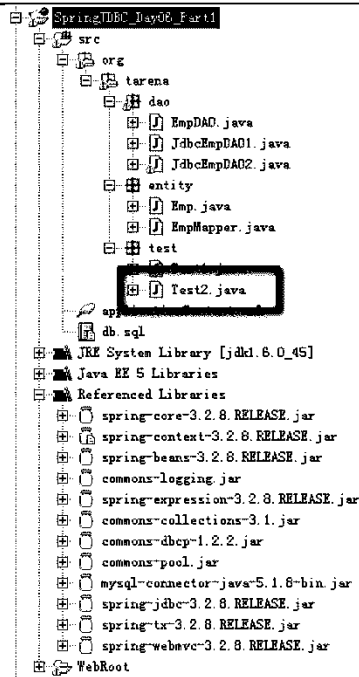 SpringJDBC_Day06_Part1
src
org
tarena
dao
EmpDAO.java
JdbcEmpDAO1.java
JdbcEmpDAO2.java
entity
Emp.java
EmpMapper.java
test
Test2.java
db.sql
JRE System Library [jdk1.6.0_45]
Java EE 5 Libraries
Referenced Libraries
spring-core-3.2.8.RELEASE.jar
spring-context-3.2.8.RELEASE.jar
spring-beans-3.2.8.RELEASE.jar
commons-logging.jar
spring-expression-3.2.8.RELEASE.jar
commons-collections-3.1.jar
commons-dbcp-1.2.2.jar
commons-pool.jar
mysql-connector-java-5.1.6-bin.jar
spring-jdbc-3.2.8.RELEASE.jar
spring-tx-3.2.8.RELEASE.jar
spring-webmvc-3.2.8.RELEASE.jar
WebRoot